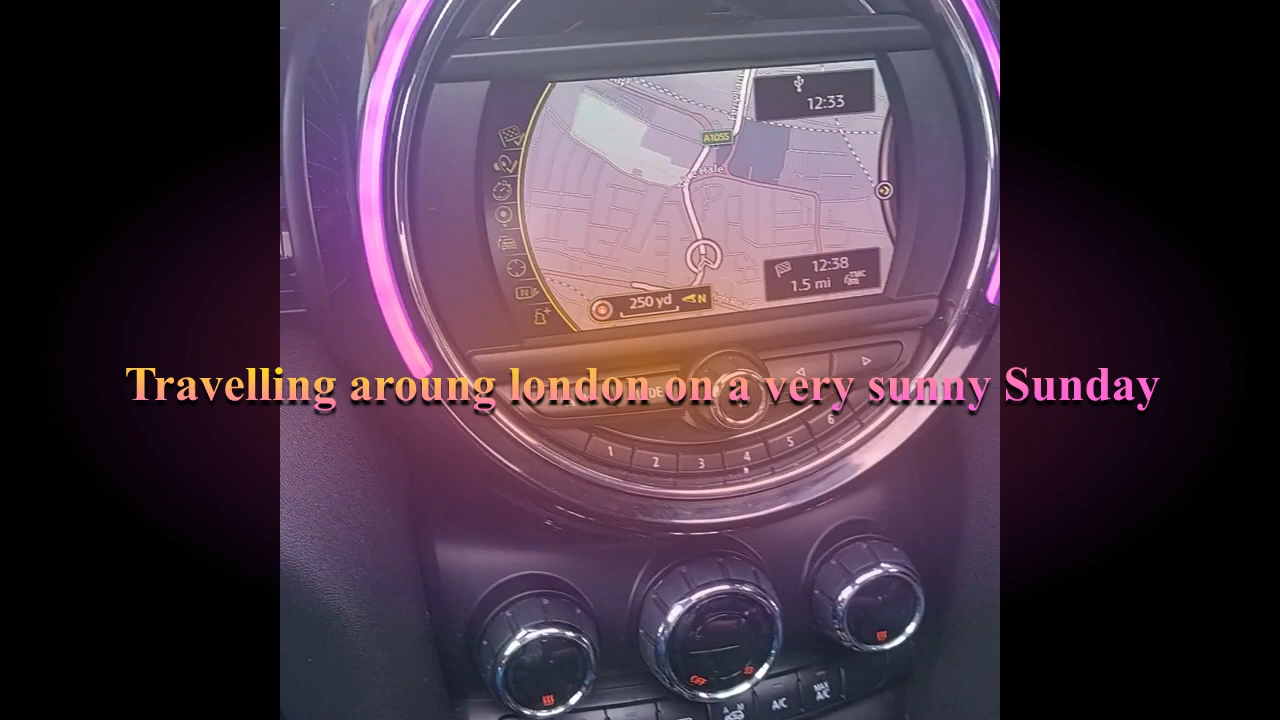 12:33
A1055
Hale
12:38
1.5 mi
TMC
250 yd
N
Travelling aroung london on a very sunny Sunday
1 2 3 4 5 6
OFF
A/C
MAX
A/C